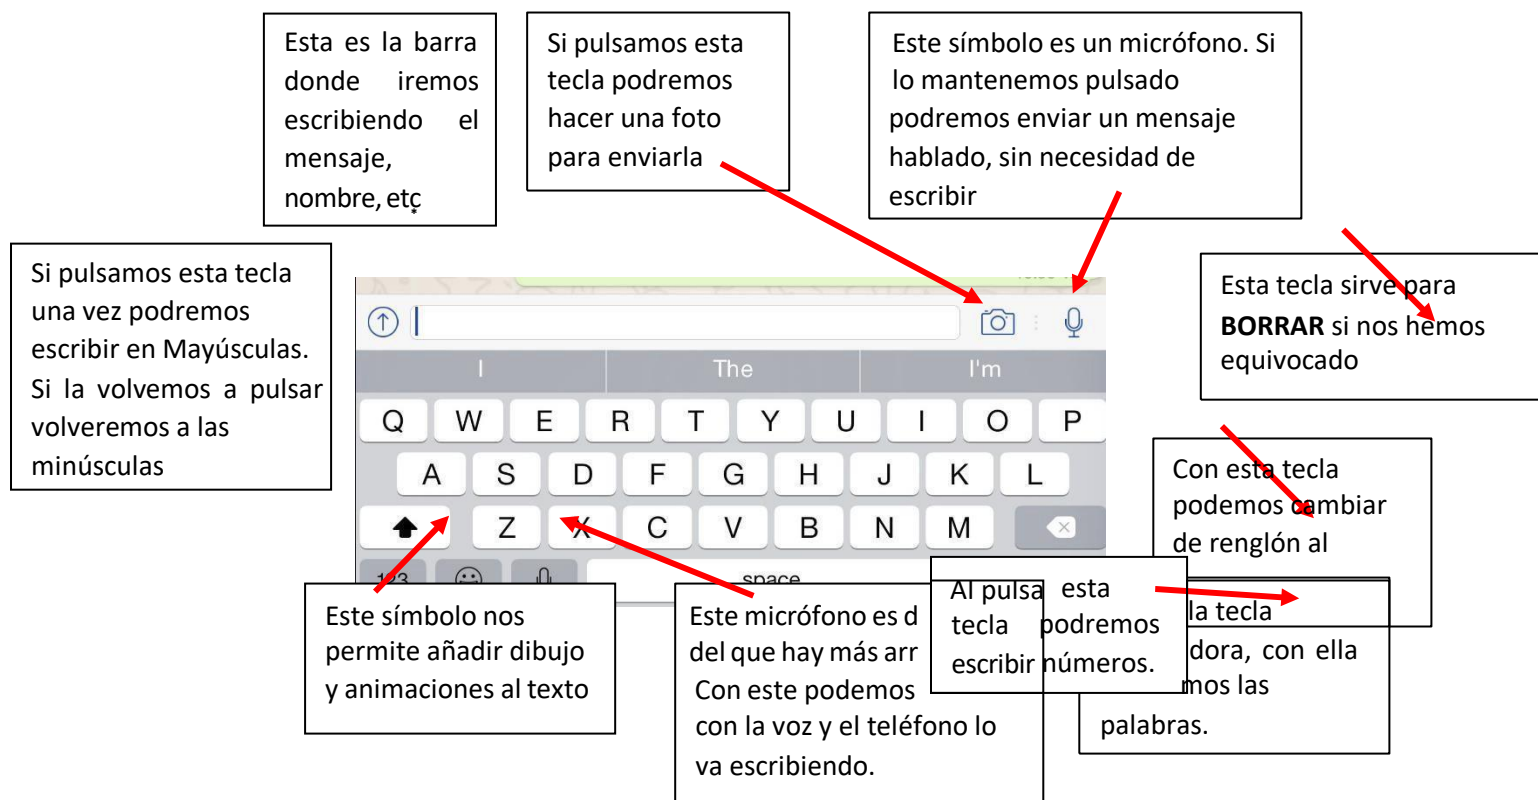 Esta es la barra
donde iremos
escribiendo el
mensaje,
nombre, etc
Si pulsamos esta
tecla podremos
hacer una foto
para enviarla
Este símbolo es un micrófono. Si
lo mantenemos pulsado
podremos enviar un mensaje
hablado, sin necesidad de
escribir
Si pulsamos esta tecla
una vez podremos
escribir en Mayúsculas.
Si la volvemos a pulsar
volveremos a las
minúsculas
Esta tecla sirve para
BORRAR si nos hemos
equivocado
I The I'm
Q W E R T Y U I O P
A S D F G H J K L
Z X C V B N M
123 space
Con esta tecla
podemos cambiar
de renglón al
Este símbolo nos
permite añadir dibujo
y animaciones al texto
Este micrófono es d
del que hay más arr
Con este podemos
con la voz y el teléfono lo
va escribiendo.
Al pulsa esta
tecla podremos
escribir números.
la tecla
dora, con ella
mos las
palabras.